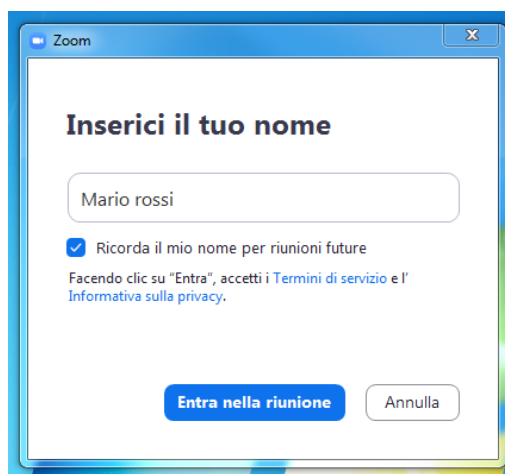 Zoom
Inserici il tuo nome
Mario rossi
Ricorda il mio nome per riunioni future
Facendo clic su "Entra", accetti i Termini di servizio e l'
Informativa sulla privacy.
Entra nella riunione
Annulla